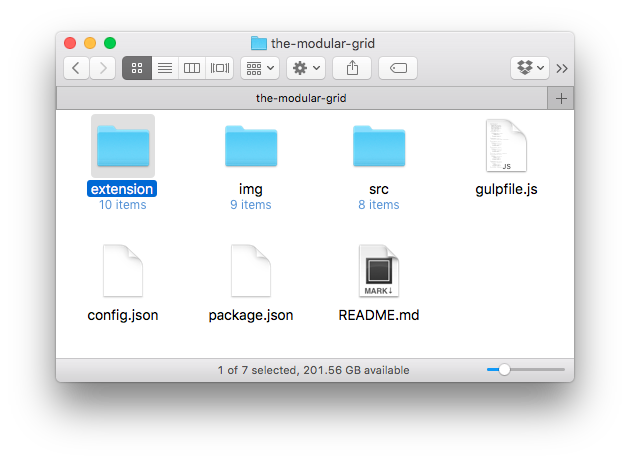 the-modular-grid
the-modular-grid
extension
10 items
img
9 items
src
8 items
JS
gulpfile.js
config.json
package.json
MARK↓
README.md
1 of 7 selected, 201.56 GB available